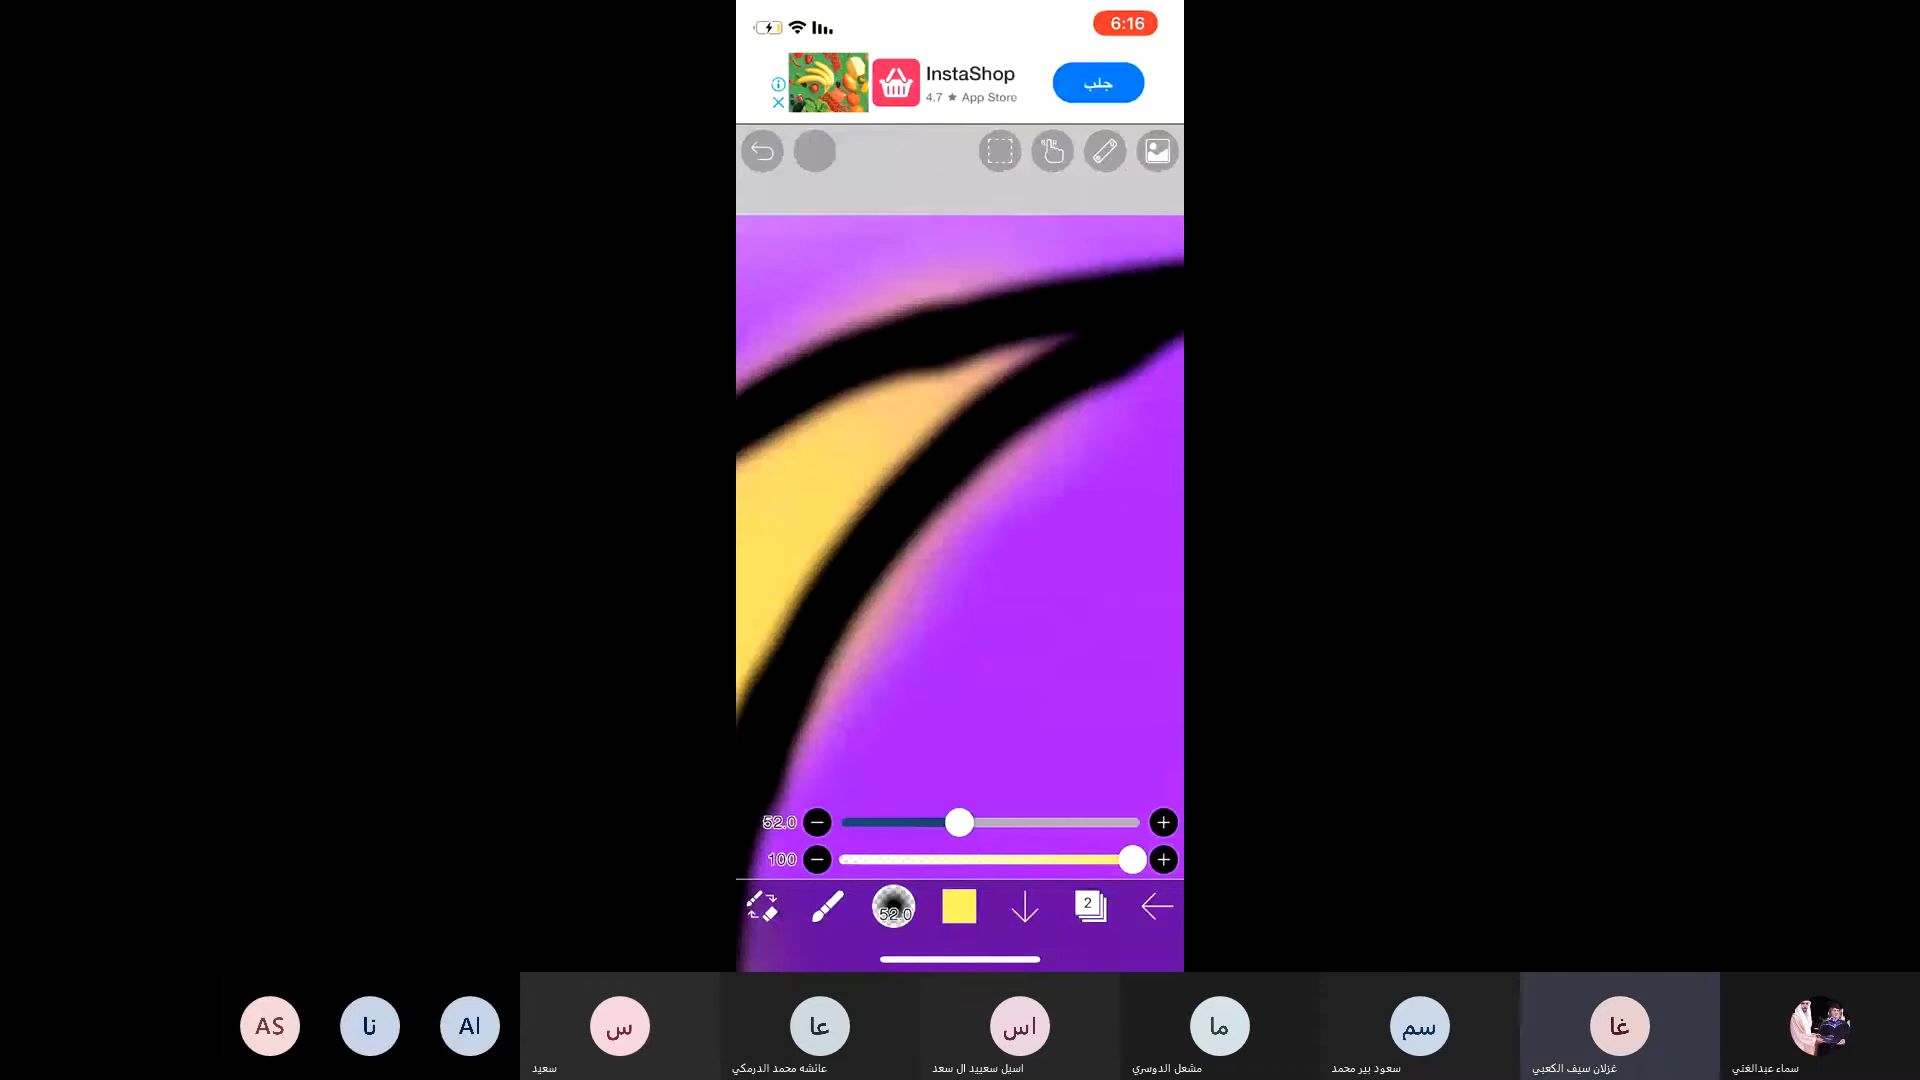 6:16
InstaShop
4.7 ★ App Store
جلب
52.0
100
52.0
2
AS
نا
AI
س
عا
اس
ما
سم
غا
سعيد
عائشه محمد الدرمكي
اسيل سعييد ال سعد
مشعل الدوسري
سعود بير محمد
غزلان سيف الكعبي
سماء عبدالغني